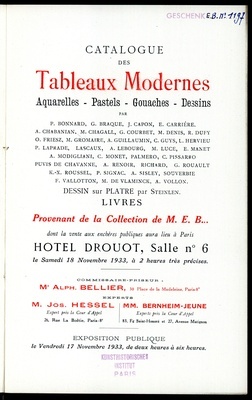 GESCHENK E.B. n° 1197
CATALOGUE
DES
Tableaux Modernes
Aquarelles - Pastels - Gouaches - Dessins
PAR
P. BONNARD, G. BRAQUE, J. CAPON, E. CARRIÈRE,
A. CHABANIAN, M. CHAGALL, G. COURBET, M. DENIS, R. DUFY
O. FRIESZ, M. GROMAIRE, A. GUILLAUMIN, C. GUYS, L. HERVIEU
P. LAPRADE, LASCAUX, A. LEBOURG, M. LUCE, E. MANET
A. MODIGLIANI, C. MONET, PALMERO, C. PISSARRO
PUVIS DE CHAVANNE, A. RENOIR, RICHARD, G. ROUAULT
K.-X. ROUSSEL, P. SIGNAC, A. SISLEY, SOUVERBIE
F. VALLOTTON, M. DE VLAMINCK, A. VOLLON.
DESSIN sur PLATRE par STEINLEN.
LIVRES
Provenant de la Collection de M. E. B...
dont la vente aux enchères publiques aura lieu à Paris
HOTEL DROUOT, Salle n° 6
le Samedi 18 Novembre 1933, à 2 heures très précises.
COMMISSAIRE-PRISEUR :
Me ALPH. BELLIER, 30, Place de la Madeleine, Paris-8e
EXPERTS
M. JOS. HESSEL
Expert près la Cour d'Appel
26, Rue La Boëtie, Paris-8e
MM. BERNHEIM-JEUNE
Experts près la Cour d'Appel
83, Fg Saint-Honoré et 27, Avenue Matignon
EXPOSITION PUBLIQUE
le Vendredi 17 Novembre 1933, de deux heures à six heures.
KUNSTHISTORISCHES
INSTITUT
PARIS